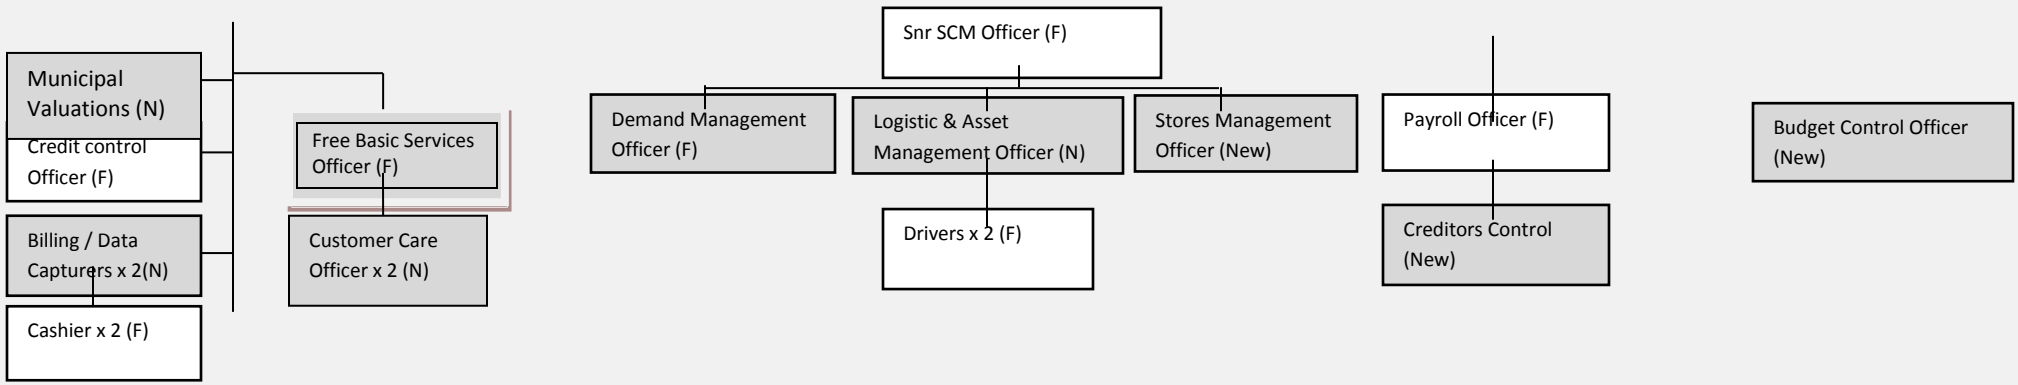 Municipal
Valuations (N)
Credit control
Officer (F)
Billing / Data
Capturers x 2(N)
Cashier x 2 (F)
Free Basic Services
Officer (F)
Customer Care
Officer x 2 (N)
Snr SCM Officer (F)
Demand Management
Officer (F)
Logistic & Asset
Management Officer (N)
Stores Management
Officer (New)
Drivers x 2 (F)
Payroll Officer (F)
Creditors Control
(New)
Budget Control Officer
(New)